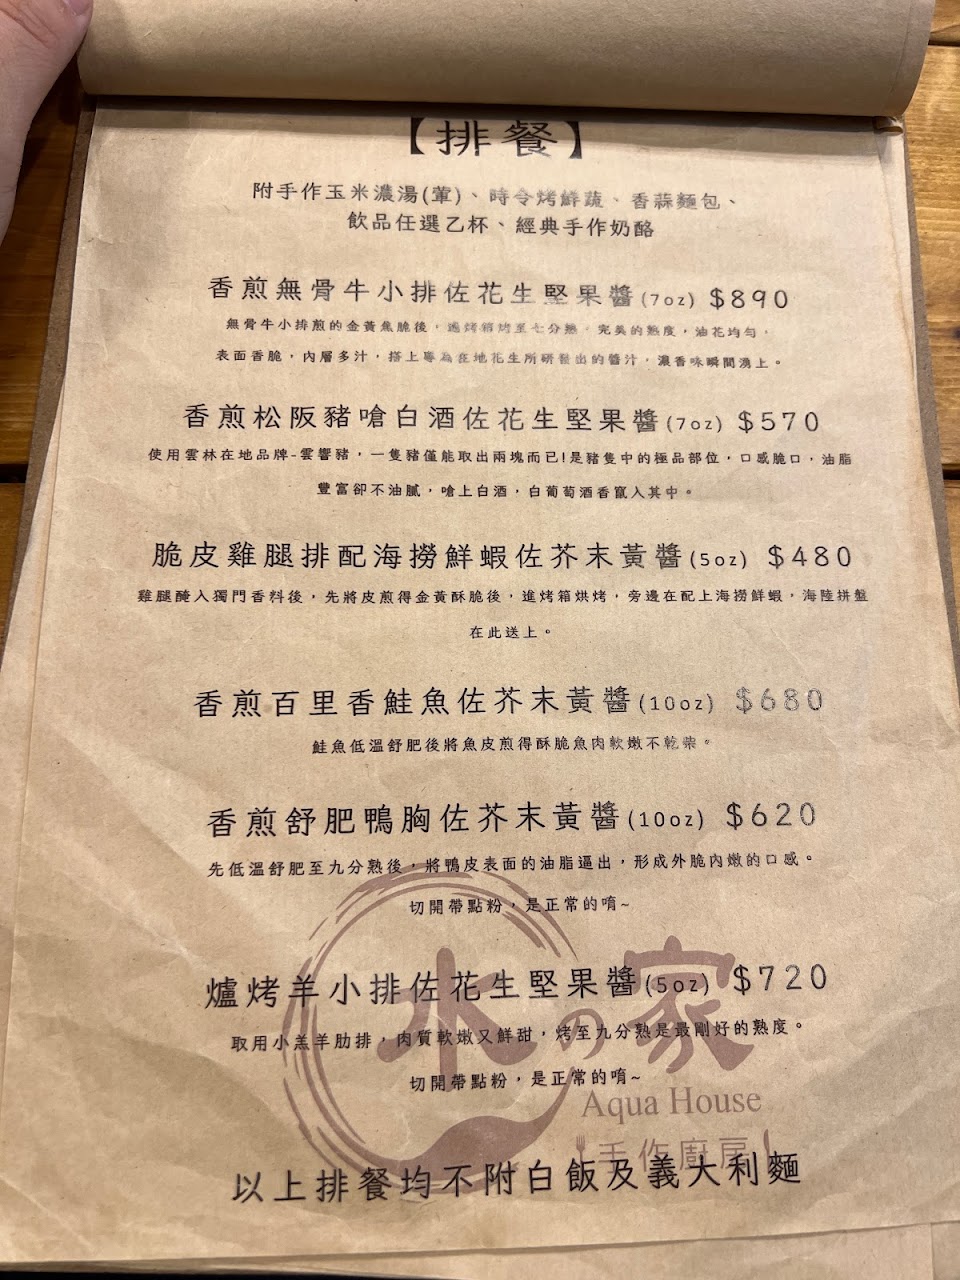 【排餐】
附手作玉米濃湯(葷)、時令烤鮮蔬、香蒜麵包、
飲品任選乙杯、經典手作奶酪
香煎無骨牛小排佐花生堅果醬(7oz) $890
無骨牛小排煎的金黃焦脆後，進烤箱烤至七分熟，完美的熟度，油花均勻，
表面香脆，內層多汁，搭上專為在地花生所研發出的醬汁，濃香味瞬間湧上。
香煎松阪豬嗆白酒佐花生堅果醬(7oz) $570
使用雲林在地品牌-雲響豬，一隻豬僅能取出兩塊而已!是豬隻中的極品部位，口感脆口，油脂
豐富卻不油膩，嗆上白酒，白葡萄酒香竄入其中。
脆皮雞腿排配海撈鮮蝦佐芥末黃醬(5oz) $480
雞腿醃入獨門香料後，先將皮煎得金黃酥脆後，進烤箱烘烤，旁邊在配上海撈鮮蝦，海陸拼盤
在此送上。
香煎百里香鮭魚佐芥末黃醬(10oz) $680
鮭魚低溫舒肥後將魚皮煎得酥脆魚肉軟嫩不乾柴。
香煎舒肥鴨胸佐芥末黃醬(10oz) $620
先低溫舒肥至九分熟後，將鴨皮表面的油脂逼出，形成外脆內嫩的口感。
切開帶點粉，是正常的唷~
爐烤羊小排佐花生堅果醬(5oz) $720
取用小羔羊肋排，肉質軟嫩又鮮甜，烤至九分熟是最剛好的熟度。
切開帶點粉，是正常的唷~
水の家
Aqua House
手作廚房
以上排餐均不附白飯及義大利麵